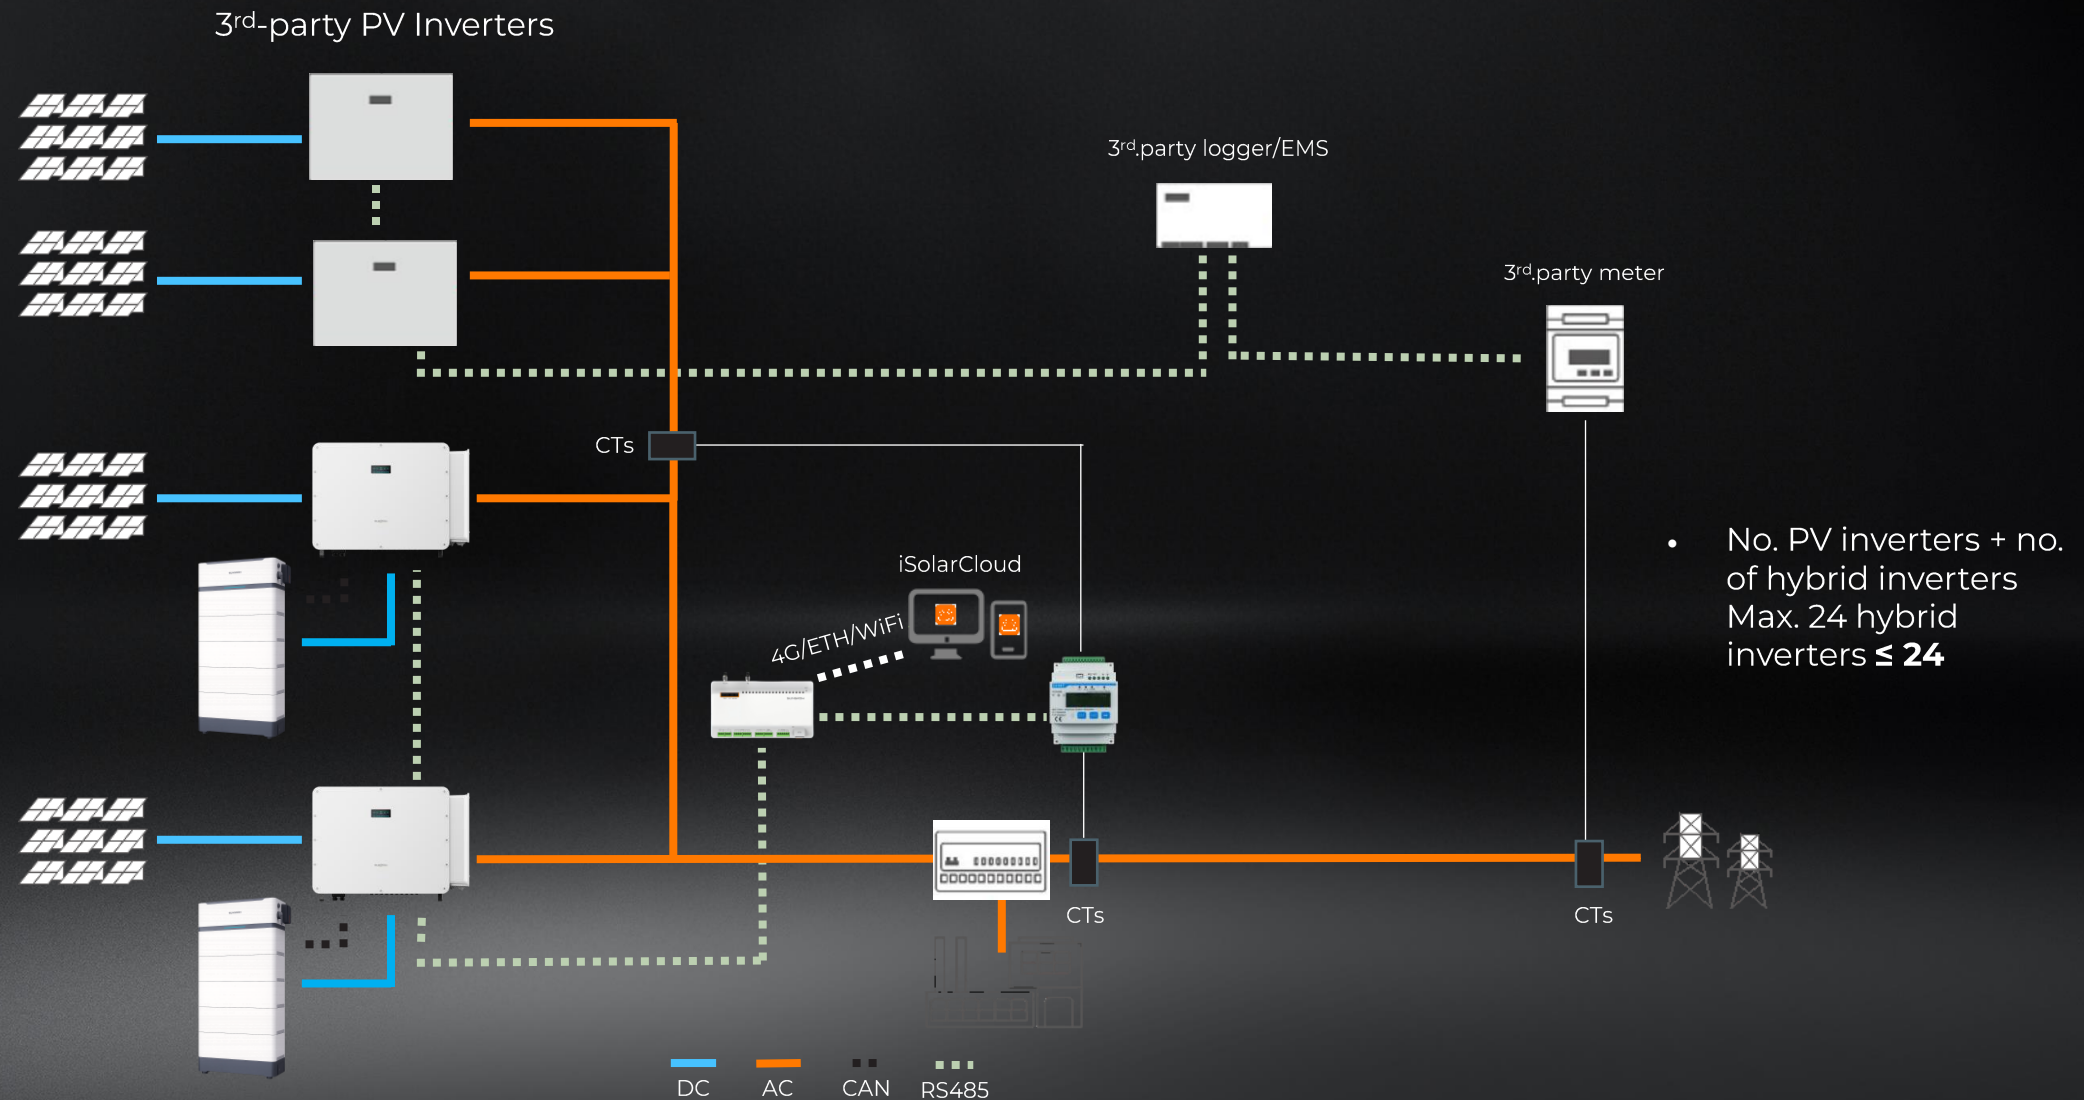 3rd-party PV Inverters
3rd.party logger/EMS
3rd.party meter
CTs
No. PV inverters + no.
of hybrid inverters
Max. 24 hybrid
inverters ≤ 24
iSolarCloud
4G/ETH/WiFi
CTs
CTs
DC
AC
CAN
RS485